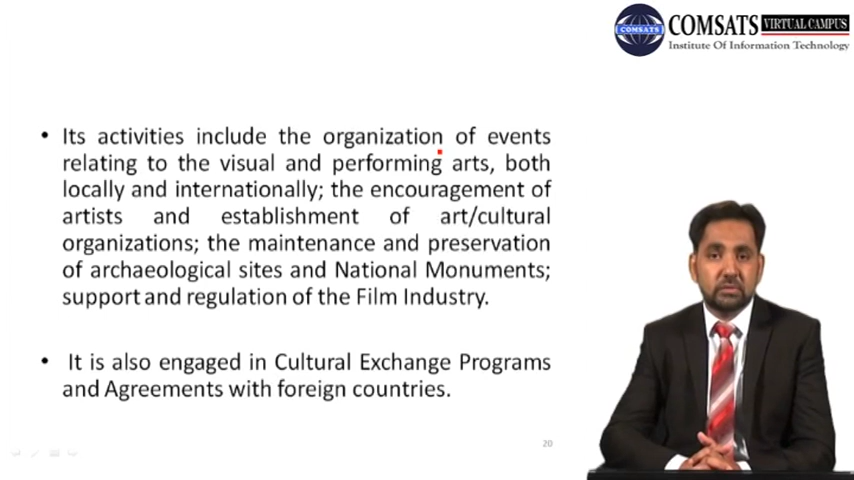 COMSATS VIRTUAL CAMPUS
COMSATS
Institute Of Information Technology
• Its activities include the organization of events
relating to the visual and performing arts, both
locally and internationally; the encouragement of
artists and establishment of art/cultural
organizations; the maintenance and preservation
of archaeological sites and National Monuments;
support and regulation of the Film Industry.
• It is also engaged in Cultural Exchange Programs
and Agreements with foreign countries.
20